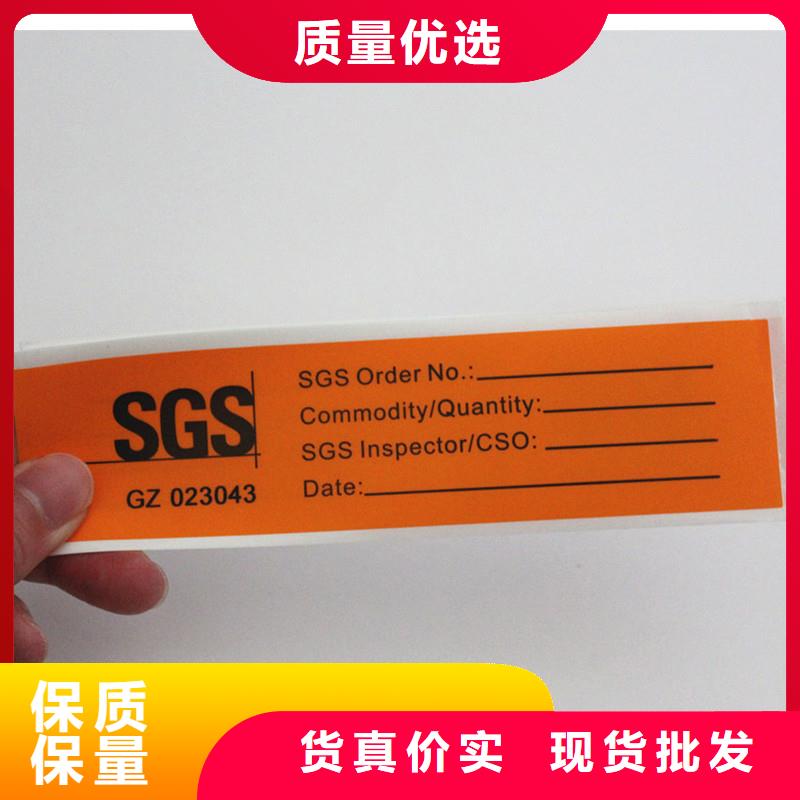 质量优选
SGS
GZ 023043
SGS Order No.:
Commodity/Quantity:
SGS Inspector/CSO:
Date:
保质
保量
货真价实 现货批发